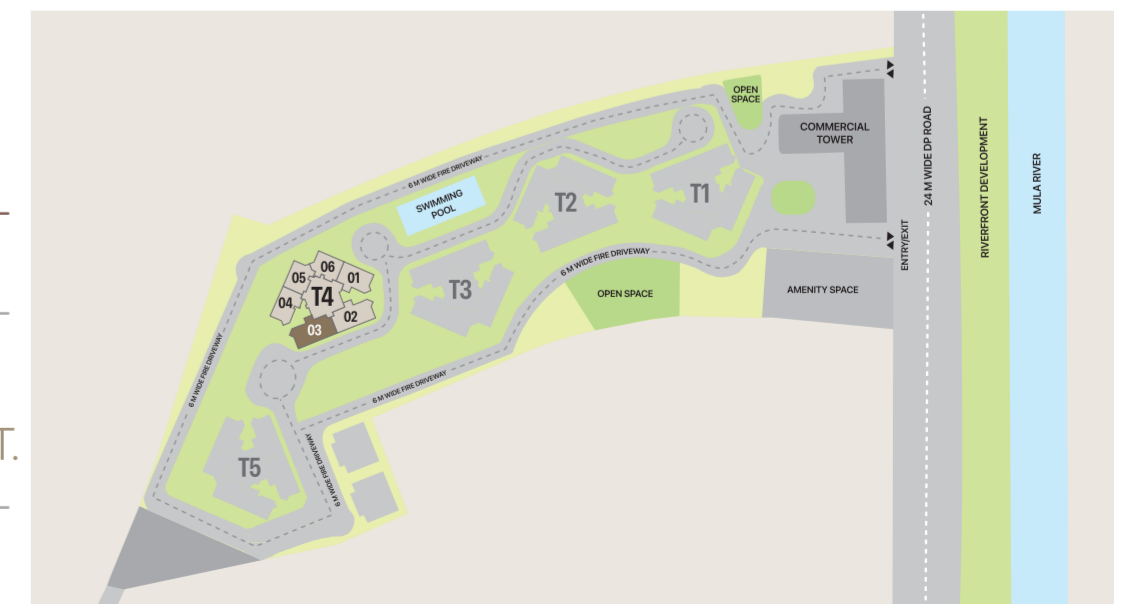 OPEN
SPACE
COMMERCIAL
TOWER
24 M WIDE DP ROAD
RIVERFRONT DEVELOPMENT
MULA RIVER
6 M WIDE FIRE DRIVEWAY
SWIMMING
POOL
T2
T1
ENTRY/EXIT
6 M WIDE FIRE DRIVEWAY
06
05
01
T4
04
02
03
T3
OPEN SPACE
AMENITY SPACE
6 M WIDE FIRE DRIVEWAY
6 M WIDE FIRE DRIVEWAY
T.
T5
6 M WIDE FIRE DRIVEWAY